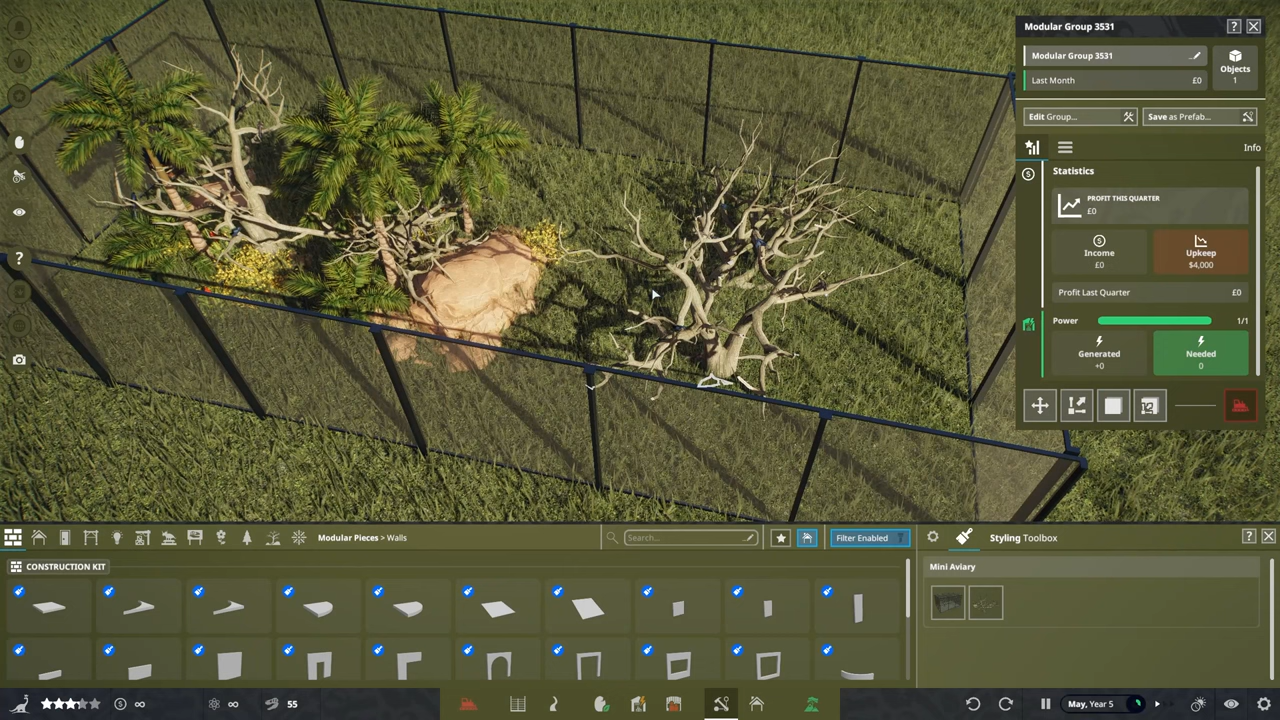 Modular Group 3531
?
Modular Group 3531
Last Month £0
Objects
1
Edit Group...
Save as Prefab...
Info
Statistics
PROFIT THIS QUARTER
£0
Income
£0
Upkeep
$4,000
Profit Last Quarter £0
Power 1/1
Generated
+0
Needed
0
?
Modular Pieces > Walls
Search...
Filter Enabled
Styling Toolbox
?
CONSTRUCTION KIT
Mini Aviary
∞
∞
55
May, Year 5